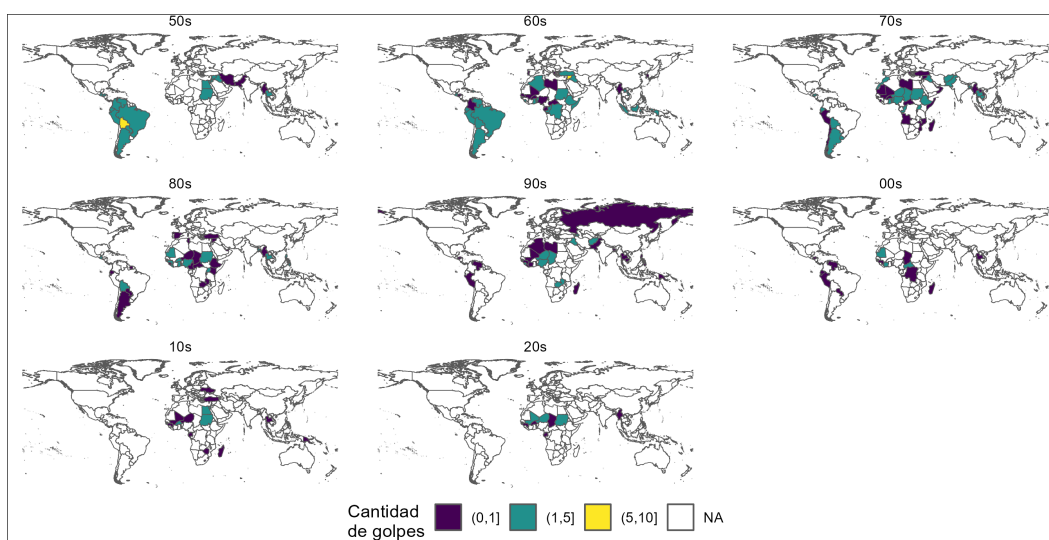 50s
60s
70s
80s
90s
00s
10s
20s
Cantidad
de golpes
(0,1]
(1,5]
(5,10]
NA